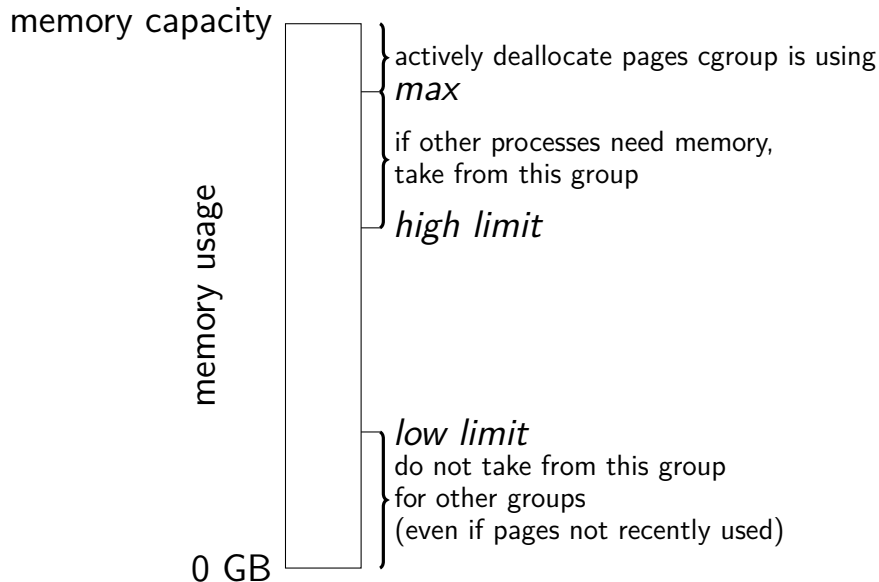 memory capacity
actively deallocate pages cgroup is using
max
if other processes need memory,
take from this group
high limit
memory usage
low limit
do not take from this group
for other groups
(even if pages not recently used)
0 GB